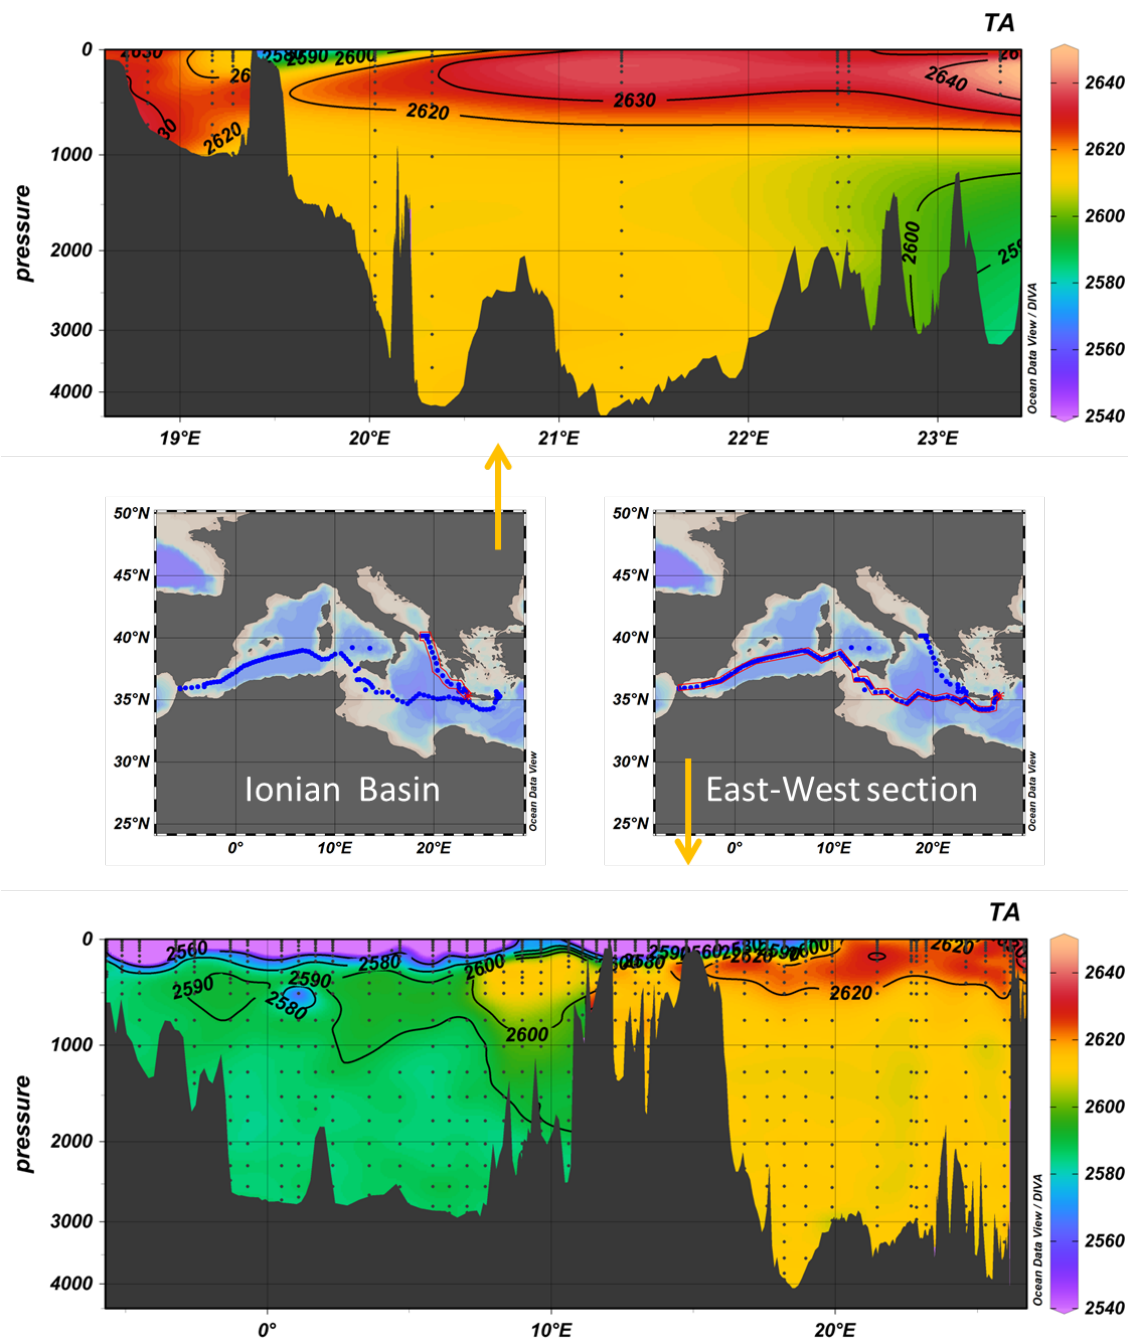 TA
0
1000
2000
3000
4000
pressure
2580
2590
2600
2620
2620
2630
2640
2600
2640
2620
2600
2580
2560
2540
Ocean Data View / DIVA
19°E
20°E
21°E
22°E
23°E
50°N
45°N
40°N
35°N
30°N
25°N
Ionian Basin
Ocean Data View
0°
10°E
20°E
50°N
45°N
40°N
35°N
30°N
25°N
East-West section
Ocean Data View
0°
10°E
20°E
TA
0
1000
2000
3000
4000
pressure
2560
2580
2590
2590
2580
2600
2600
2620
2620
2620
2640
2620
2600
2580
2560
2540
Ocean Data View / DIVA
0°
10°E
20°E